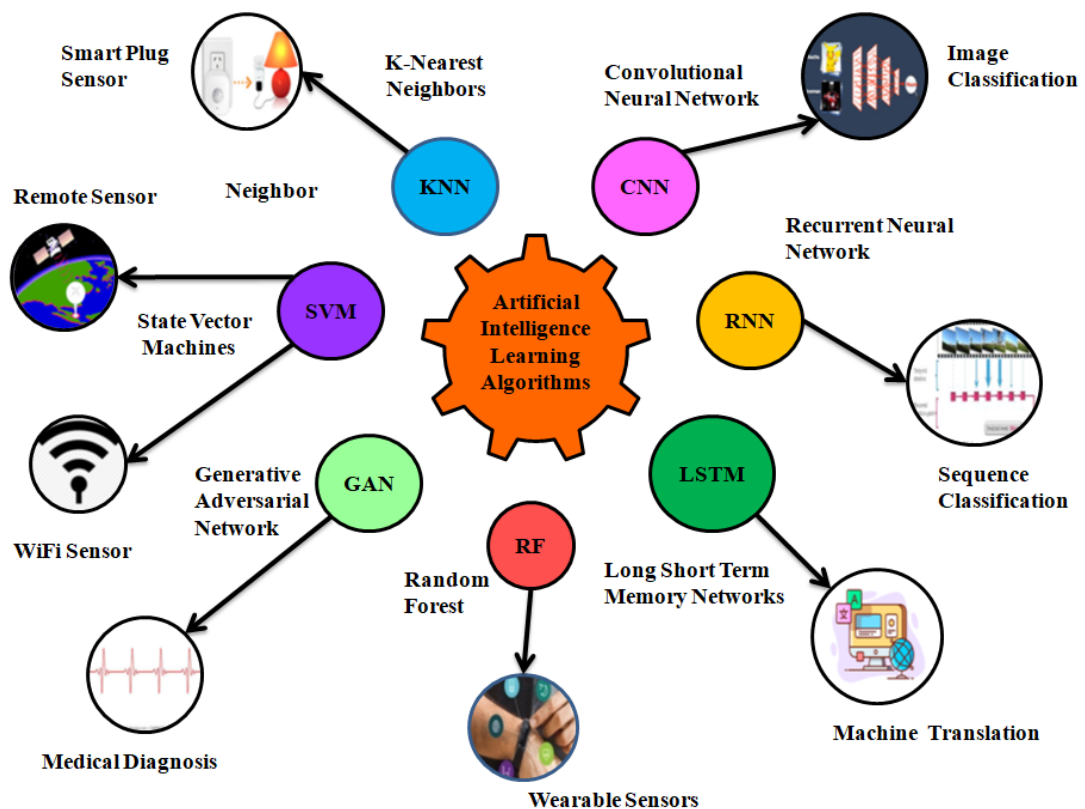 Smart Plug
Sensor
K-Nearest
Neighbors
Convolutional
Neural Network
Image
Classification
KNN
CNN
Neighbor
Remote Sensor
Recurrent Neural
Network
SVM
State Vector
Machines
Artificial
Intelligence
Learning
Algorithms
RNN
Generative
Adversarial
Network
GAN
LSTM
Sequence
Classification
WiFi Sensor
RF
Random
Forest
Long Short Term
Memory Networks
A
文
Medical Diagnosis
Machine Translation
Wearable Sensors